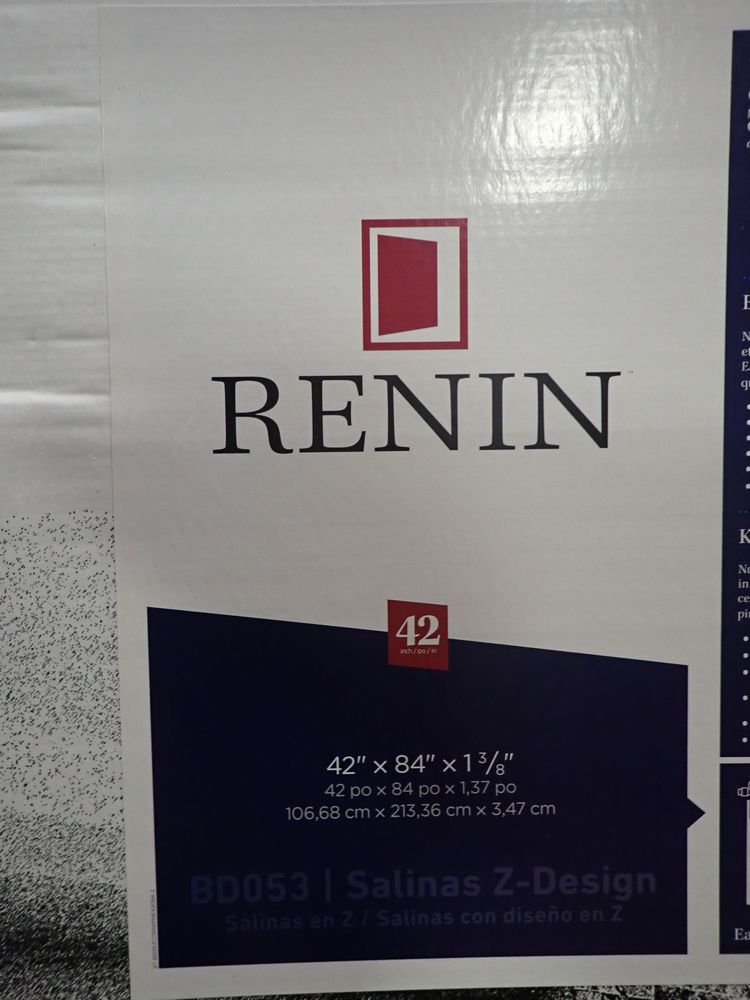 RENIN
42
inch / po / in
42" x 84" x 1 3/8"
42 po x 84 po x 1,37 po
106,68 cm x 213,36 cm x 3,47 cm
BD053 | Salinas Z-Design
Salinas en Z / Salinas con diseño en Z
K
Ea